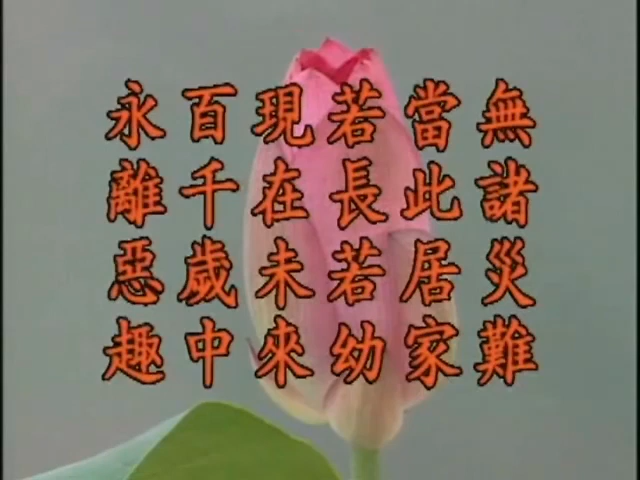 無諸災難
當此居家
若長若幼
現在未來
百千歲中
永離惡趣